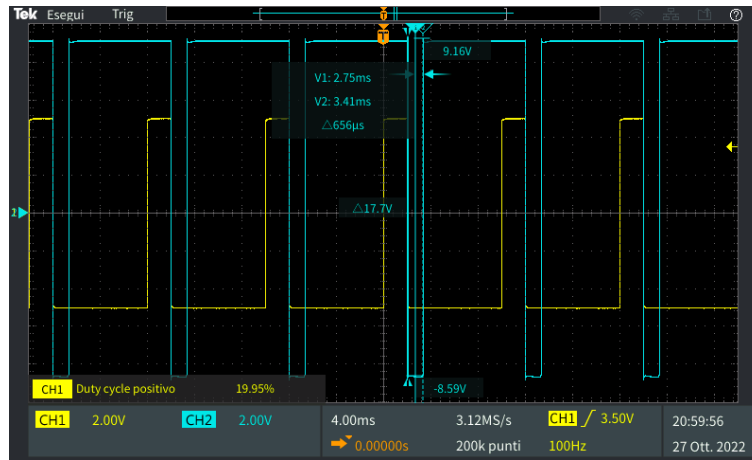 Tek Esegui Trig
T
9.16V
V1: 2.75ms
V2: 3.41ms
△656μs
△17.7V
-8.59V
CH1 Duty cycle positivo 19.95%
CH1 2.00V CH2 2.00V 4.00ms 3.12MS/s CH1 3.50V 20:59:56
0.00000s 200k punti 100Hz 27 Ott. 2022